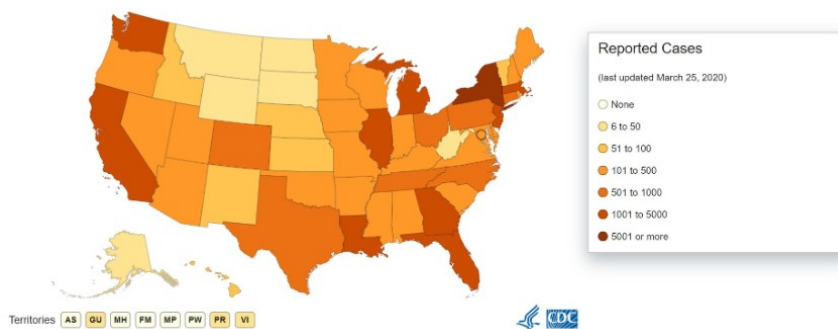 Reported Cases
(last updated March 25, 2020)
None
6 to 50
51 to 100
101 to 500
501 to 1000
1001 to 5000
5001 or more
Territories AS GU MH FM MP PW PR VI
CDC